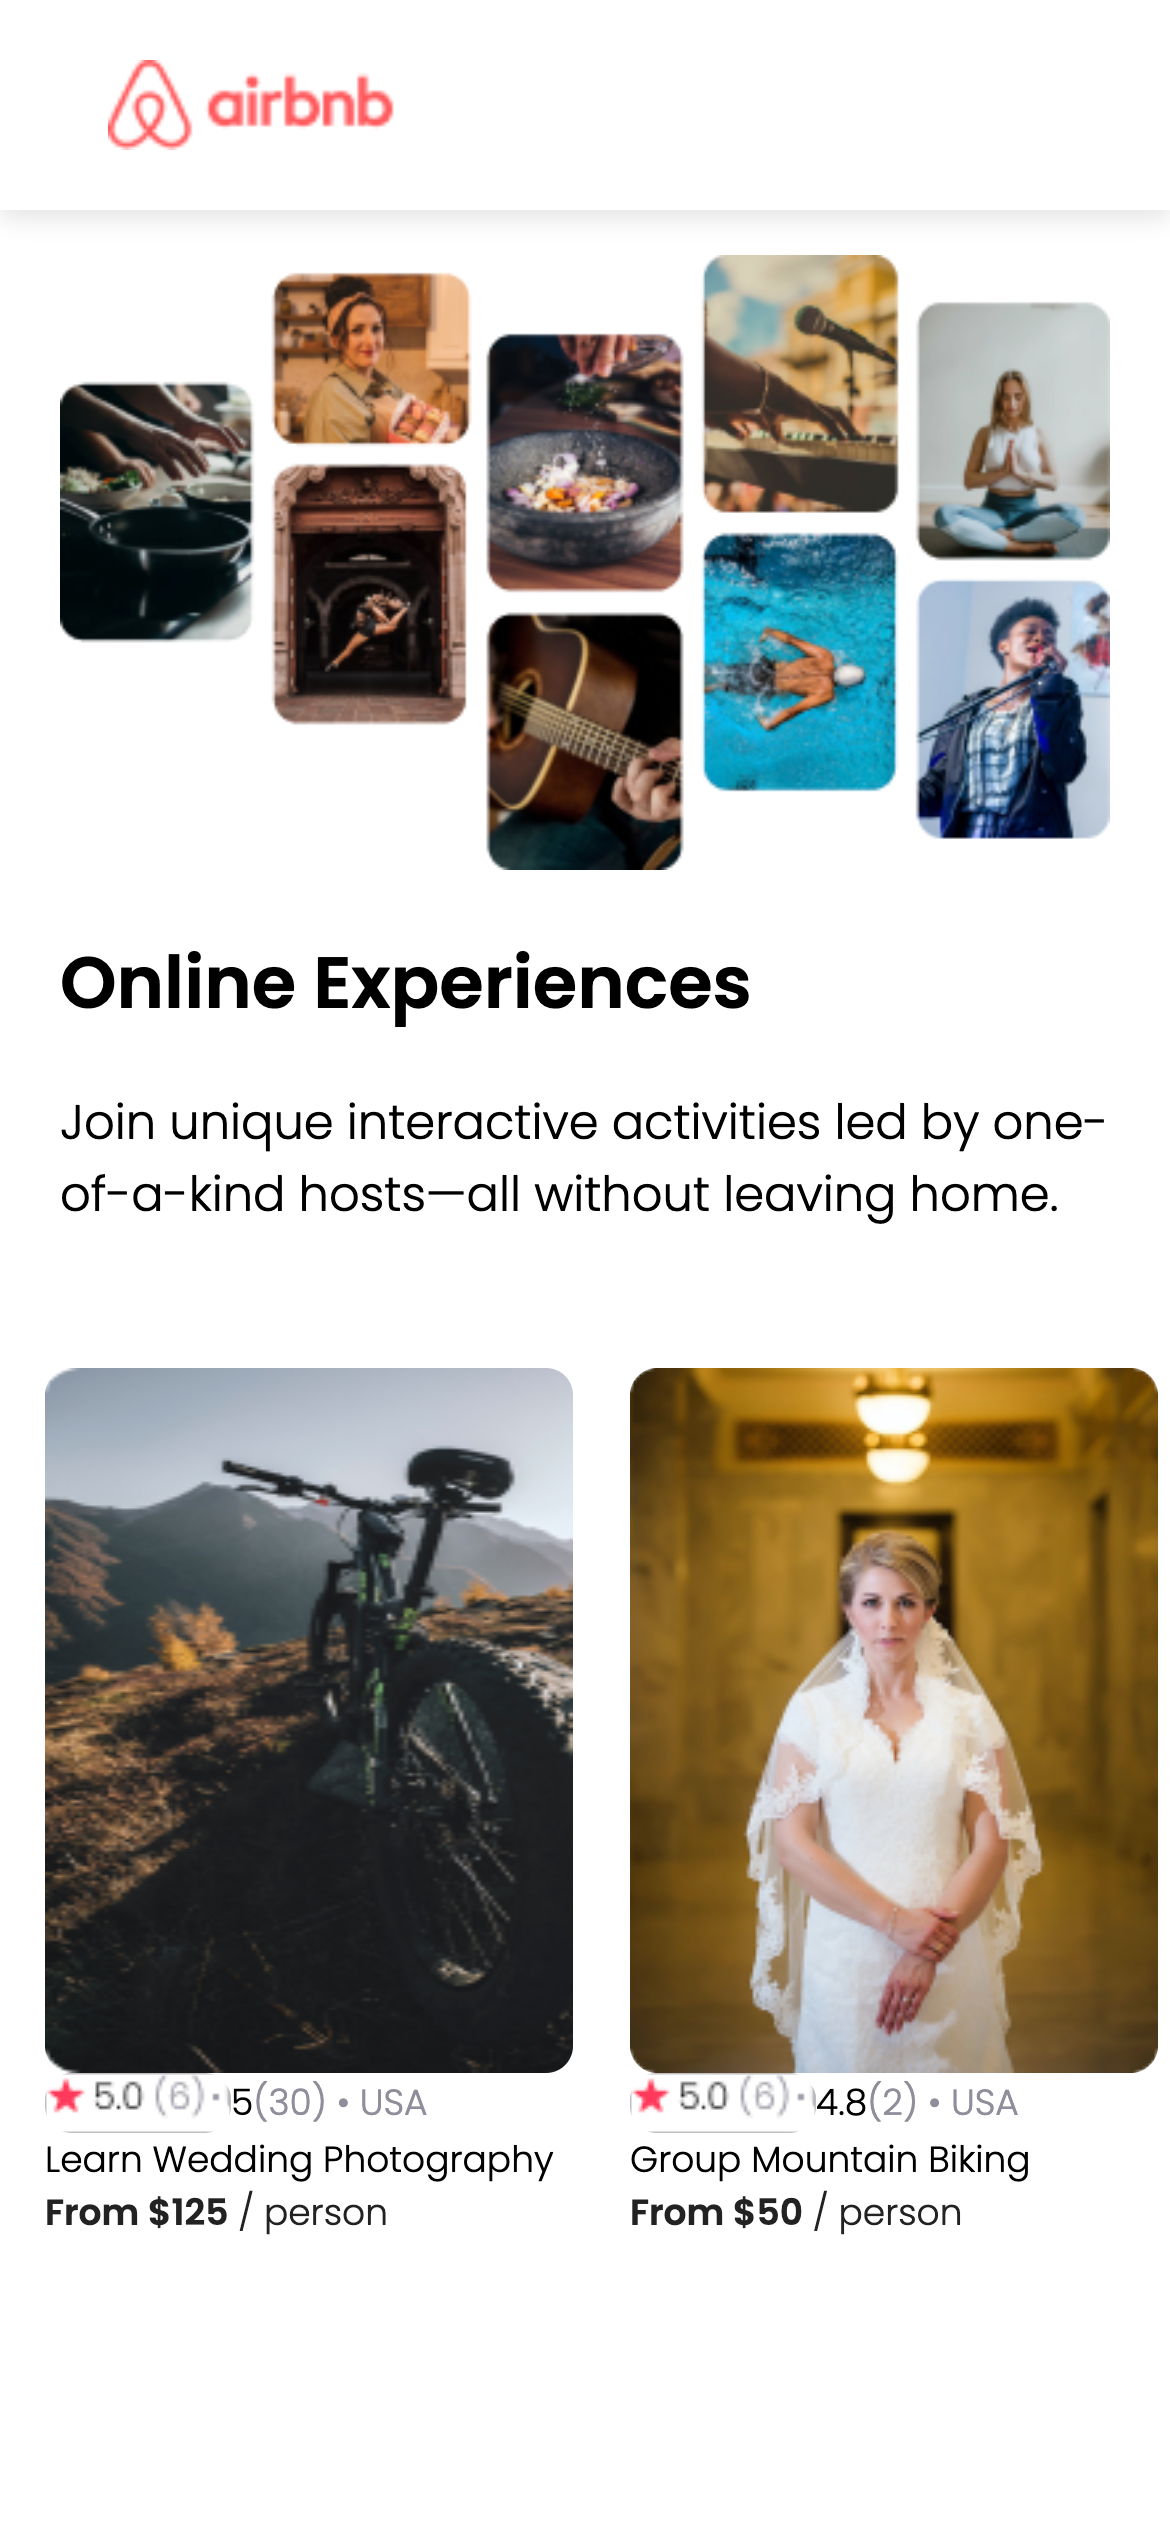 airbnb
Online Experiences
Join unique interactive activities led by one-
of-a-kind hosts—all without leaving home.
5.0 (6) · 5(30) • USA
Learn Wedding Photography
From $125 / person
5.0 (6) · 4.8(2) • USA
Group Mountain Biking
From $50 / person